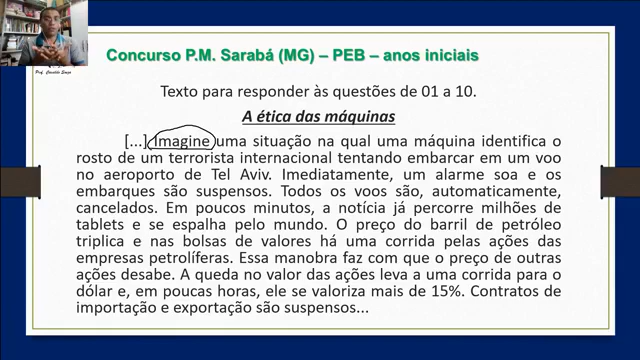 Concurso P.M. Sarabá (MG) – PEB – anos iniciais
Texto para responder às questões de 01 a 10.
A ética das máquinas
[...] Imagine uma situação na qual uma máquina identifica o
rosto de um terrorista internacional tentando embarcar em um voo
no aeroporto de Tel Aviv. Imediatamente, um alarme soa e os
embarques são suspensos. Todos os voos são, automaticamente,
cancelados. Em poucos minutos, a notícia já percorre milhões de
tablets e se espalha pelo mundo. O preço do barril de petróleo
triplica e nas bolsas de valores há uma corrida pelas ações das
empresas petrolíferas. Essa manobra faz com que o preço de outras
ações desabe. A queda no valor das ações leva a uma corrida para o
dólar e, em poucas horas, ele se valoriza mais de 15%. Contratos de
importação e exportação são suspensos...